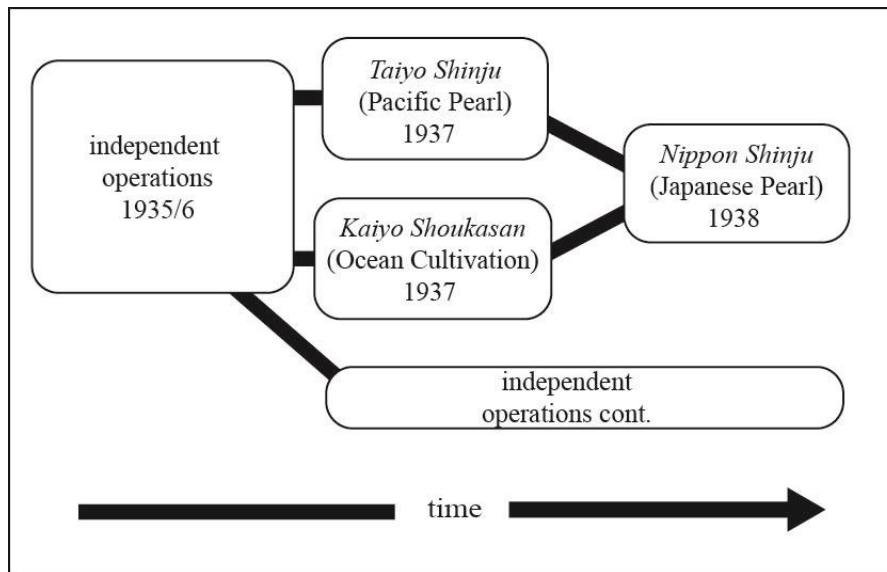 independent
operations
1935/6
Taiyo Shinju
(Pacific Pearl)
1937
Kaiyo Shoukasan
(Ocean Cultivation)
1937
Nippon Shinju
(Japanese Pearl)
1938
independent
operations cont.
time